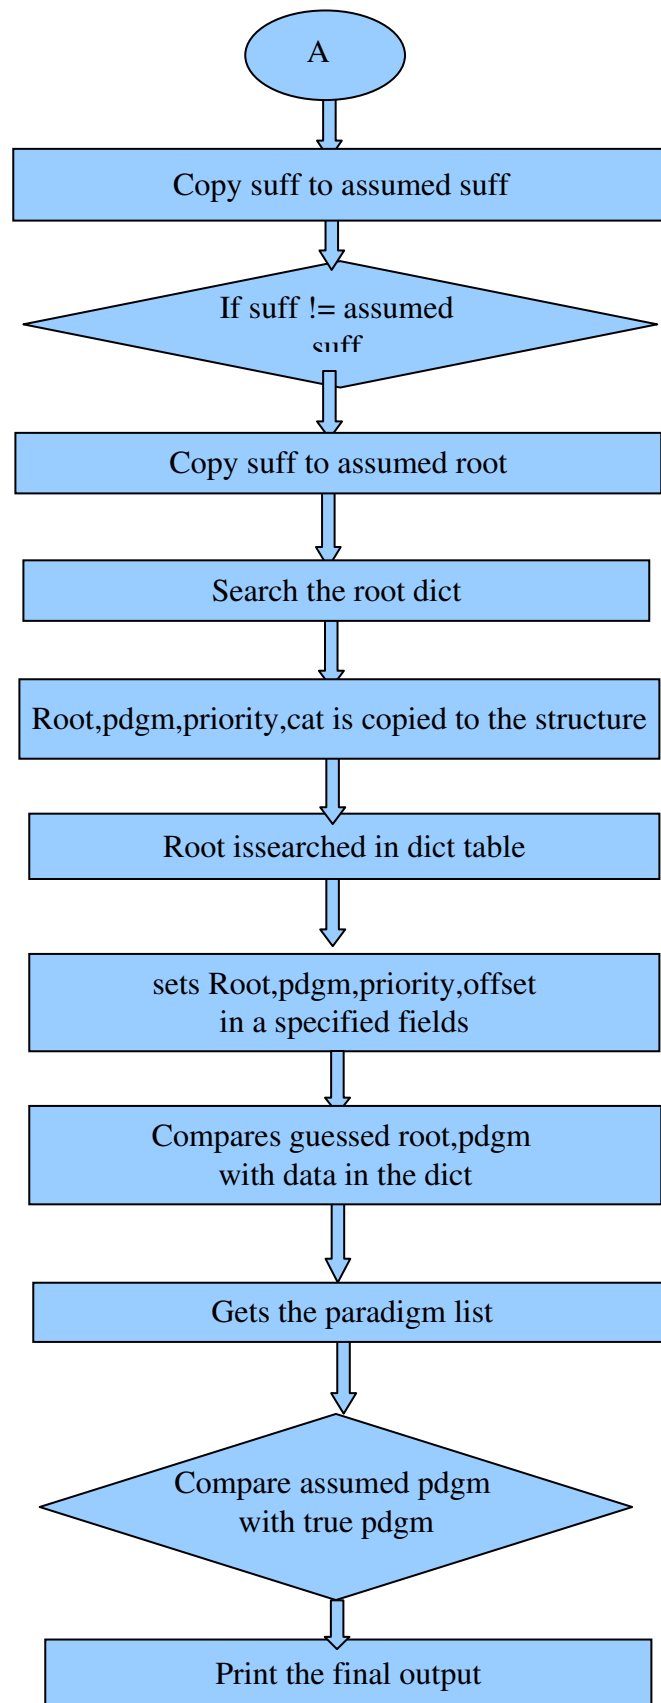 A
Copy suff to assumed suff
If suff != assumed
suff
Copy suff to assumed root
Search the root dict
Root,pdgm,priority,cat is copied to the structure
Root issearched in dict table
sets Root,pdgm,priority,offset
in a specified fields
Compares guessed root,pdgm
with data in the dict
Gets the paradigm list
Compare assumed pdgm
with true pdgm
Print the final output